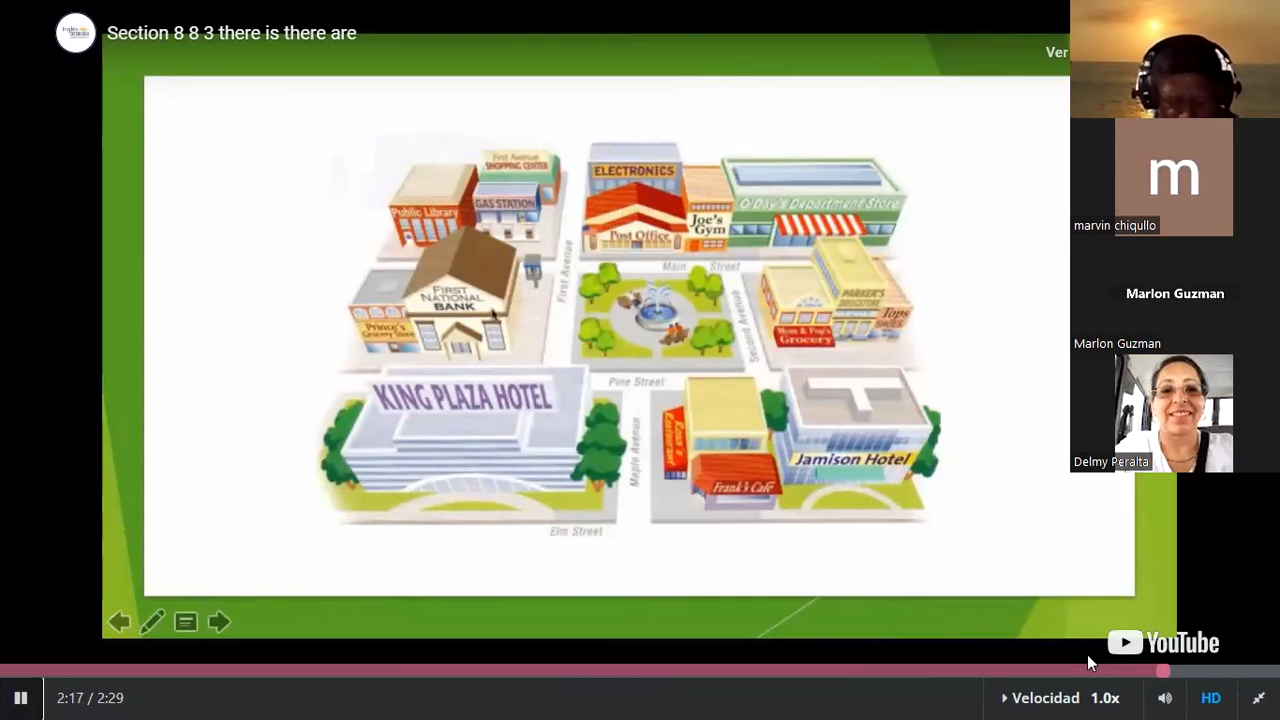 Section 8 8 3 there is there are
Ver
First Avenue
SHOPPING CENTER
Public Library
GAS STATION
ELECTRONICS
Post Office
Joe's
Gym
O'Day's Department Store
FIRST
NATIONAL
BANK
Prince's
Grocery Store
First Avenue
Main Street
Second Avenue
Mom & Pop's
Grocery
PARKER'S
Tops
SHOES
KING PLAZA HOTEL
Pine Street
Maple Avenue
Restaurant
Frank's Café
Jamison Hotel
Elm Street
m
marvin chiqullo
Marlon Guzman
Marlon Guzman
Delmy Peralta
YouTube
2:17 / 2:29
Velocidad 1.0x
HD